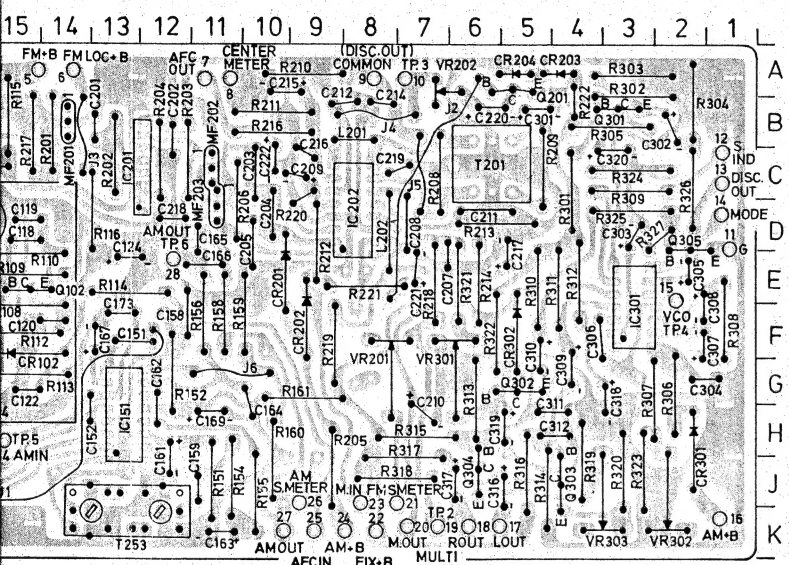 15 14 13 12 11 10 9 8 7 6 5 4 3 2 1
FM+B FM LOC+B AFC OUT CENTER METER (DISC.OUT) COMMON TP.3 VR202 CR204 CR203
5 6 7 8 9 10
R210 R303 A
C215 C212 C214 J2 B C E Q201 R302
R115 C201 R204 C202 R203 MF202 R211 C220 C301 R222 B C E Q301 R304
R217 R201 MF201 J3 R202 IC201 R216 J4 B
L201 R209 R305 C302 12 S. IND
C203 C222 C216 C219 T201 C320
C209 IC202 R324 13 DISC. OUT C
MF203 R206 C204 R220 J5 R208 R309 R326
C119 C218 C211 R301 R325 14 MODE
C118 R116 AMOUT TP.6 C165 R213 C303 R327 Q305 11 G D
R110 C124 28 C166 C205 R212 L202 C217 B C E
R109 R114 CR201 R221 C221 R218 C207 R321 R214 R310 R311 R312 C305 E
B C E Q102 R156 R158 R159 IC301 15 VCO TP.4 C306 R308
108 C173 CR202 R219 C308
C120 C158 R322 CR302 F
R112 C167 C151 VR201 VR301 C310 C307
CR102 C309
R113 R152 J6 C162 Q302 C318 R307 R306 C304 G
C122 IC151 R161 C210 R313 B C E C311
C152 C169 C164 C319 C312 H
TP.5 R160 R205 R315
4 AMIN C161 C159 R151 R154 R155 R317 Q304 B C E R319 R320 R323 CR301
R318 C317 C316 R314 Q303 J
AM S.METER M.IN FMSMETER
26 23 21 TP.2 16
T253 C163 27 25 24 22 20 19 18 17 VR303 VR302 AM+B K
AMOUT AM+B M.OUT ROUT LOUT
AFCIN FIX+B MULTI